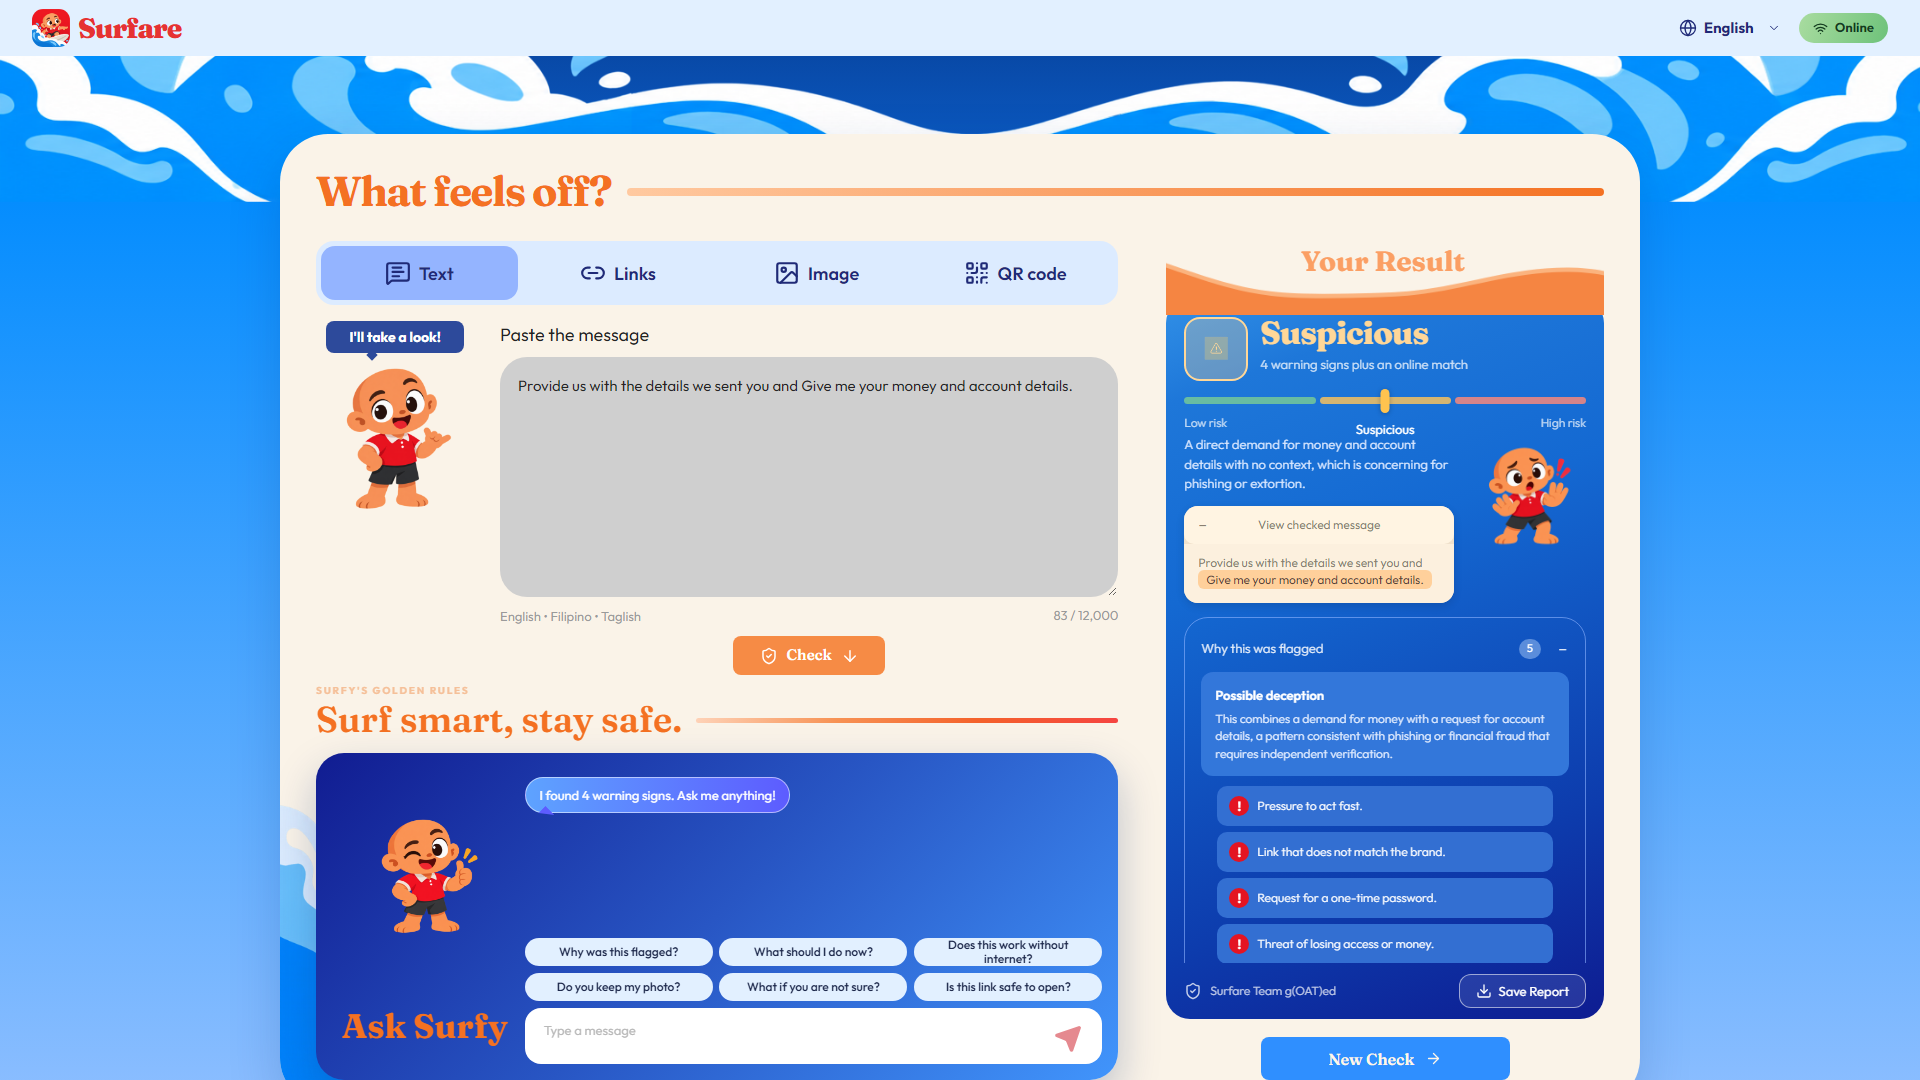 Surfare
English
Online
What feels off?
Text
Links
Image
QR code
I'll take a look!
Paste the message
Provide us with the details we sent you and Give me your money and account details.
English • Filipino • Taglish
83 / 12,000
Check
SURFY'S GOLDEN RULES
Surf smart, stay safe.
I found 4 warning signs. Ask me anything!
Why was this flagged?
What should I do now?
Does this work without
internet?
Do you keep my photo?
What if you are not sure?
Is this link safe to open?
Ask Surfy
Type a message
Your Result
Suspicious
4 warning signs plus an online match
Low risk
Suspicious
High risk
A direct demand for money and account
details with no context, which is concerning for
phishing or extortion.
– View checked message
Provide us with the details we sent you and
Give me your money and account details.
Why this was flagged
5 –
Possible deception
This combines a demand for money with a request for account
details, a pattern consistent with phishing or financial fraud that
requires independent verification.
! Pressure to act fast.
! Link that does not match the brand.
! Request for a one-time password.
! Threat of losing access or money.
Surfare Team g(OAT)ed
Save Report
New Check